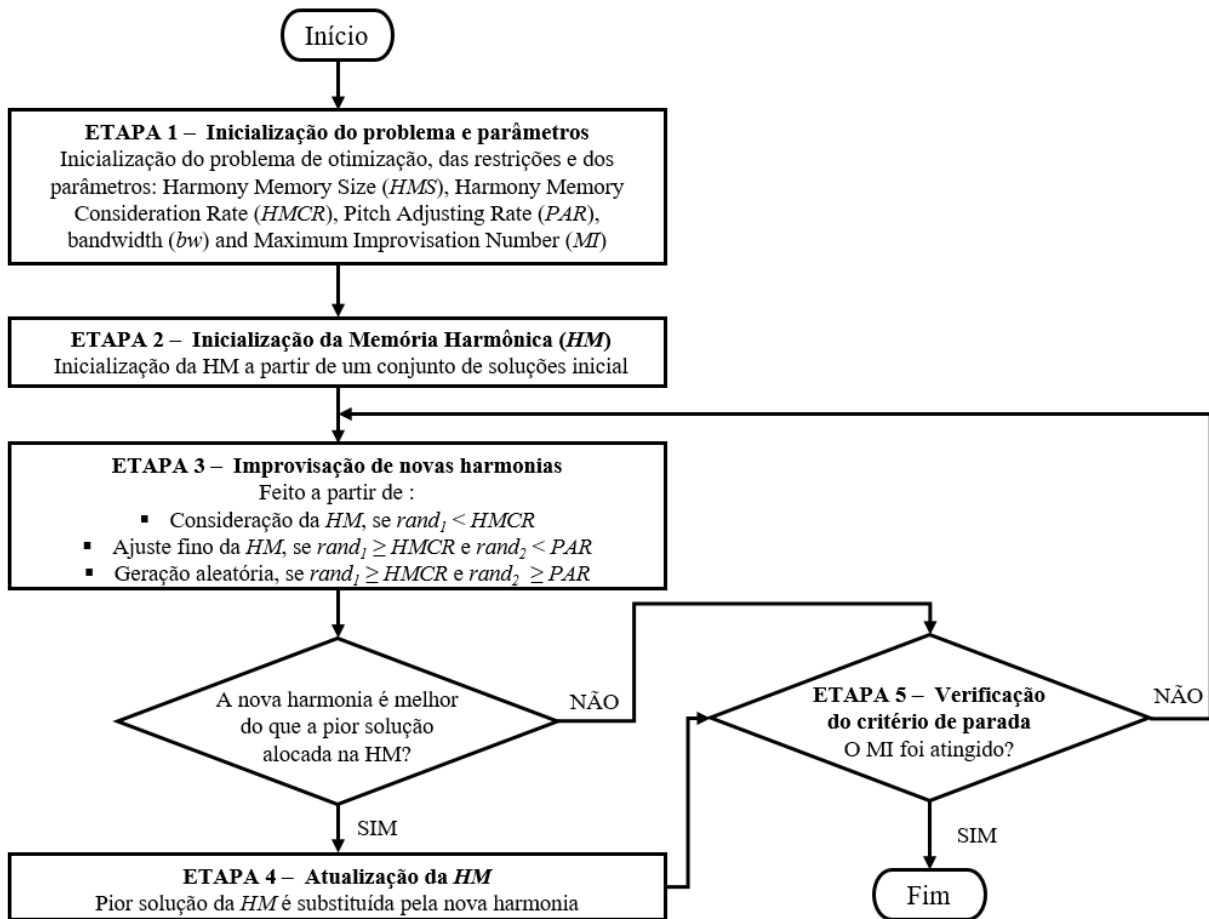 Início
ETAPA 1 – Inicialização do problema e parâmetros
Inicialização do problema de otimização, das restrições e dos
parâmetros: Harmony Memory Size (HMS), Harmony Memory
Consideration Rate (HMCR), Pitch Adjusting Rate (PAR),
bandwidth (bw) and Maximum Improvisation Number (MI)
ETAPA 2 – Inicialização da Memória Harmônica (HM)
Inicialização da HM a partir de um conjunto de soluções inicial
ETAPA 3 – Improvisação de novas harmonias
Feito a partir de :
▪ Consideração da HM, se rand₁ < HMCR
▪ Ajuste fino da HM, se rand₁ ≥ HMCR e rand₂ < PAR
▪ Geração aleatória, se rand₁ ≥ HMCR e rand₂ ≥ PAR
A nova harmonia é melhor
do que a pior solução
alocada na HM?
NÃO
SIM
ETAPA 4 – Atualização da HM
Pior solução da HM é substituída pela nova harmonia
ETAPA 5 – Verificação
do critério de parada
O MI foi atingido?
NÃO
SIM
Fim